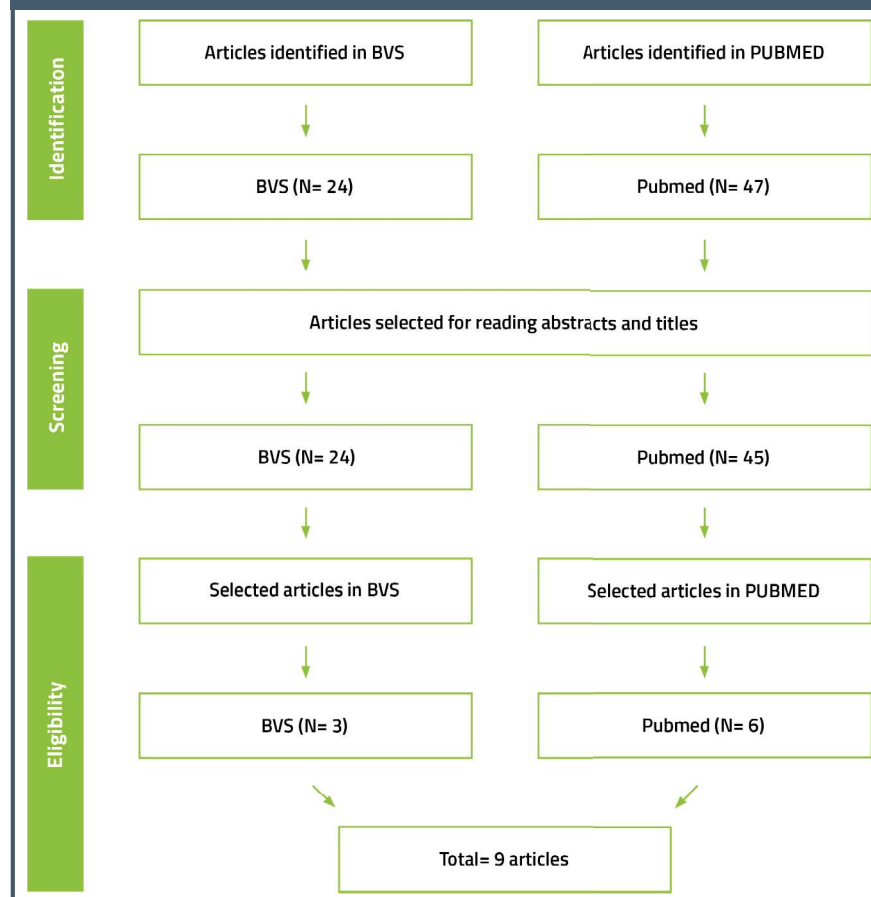 Identification
Articles identified in BVS
Articles identified in PUBMED
BVS (N= 24)
Pubmed (N= 47)
Screening
Articles selected for reading abstracts and titles
BVS (N= 24)
Pubmed (N= 45)
Eligibility
Selected articles in BVS
Selected articles in PUBMED
BVS (N= 3)
Pubmed (N= 6)
Total= 9 articles